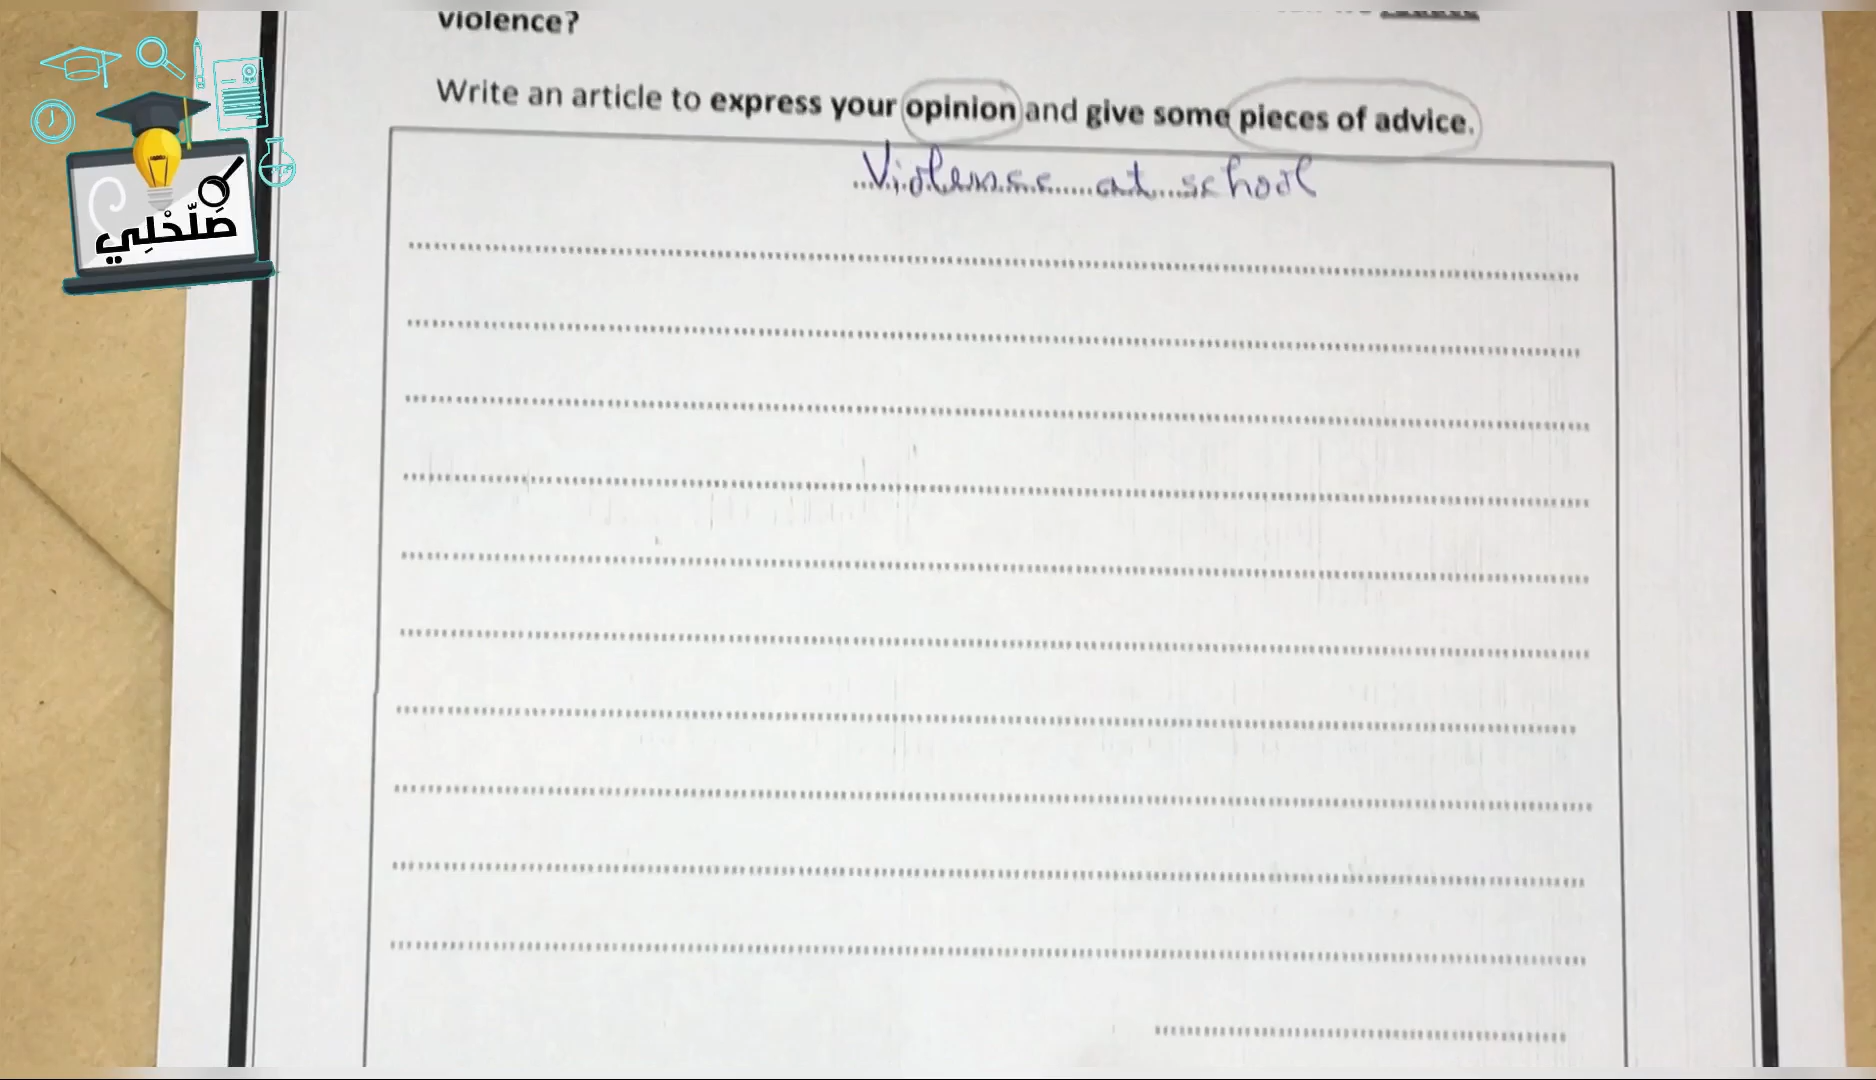 violence?
Write an article to express your opinion and give some pieces of advice.
Violence at school
صَلّحْلِي